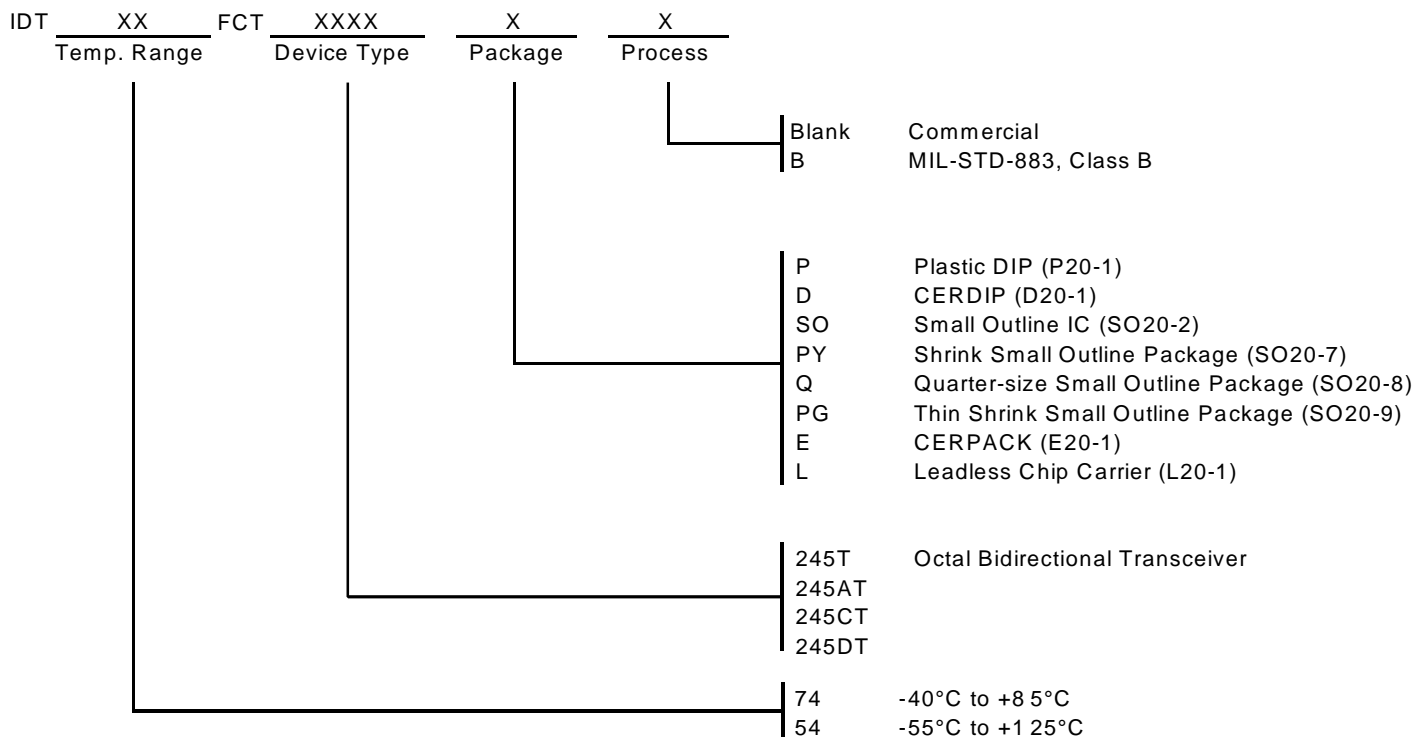 IDT XX FCT XXXX X X
Temp. Range Device Type Package Process
Blank Commercial
B MIL-STD-883, Class B
P Plastic DIP (P20-1)
D CERDIP (D20-1)
SO Small Outline IC (SO20-2)
PY Shrink Small Outline Package (SO20-7)
Q Quarter-size Small Outline Package (SO20-8)
PG Thin Shrink Small Outline Package (SO20-9)
E CERPACK (E20-1)
L Leadless Chip Carrier (L20-1)
245T Octal Bidirectional Transceiver
245AT
245CT
245DT
74 -40°C to +85°C
54 -55°C to +125°C